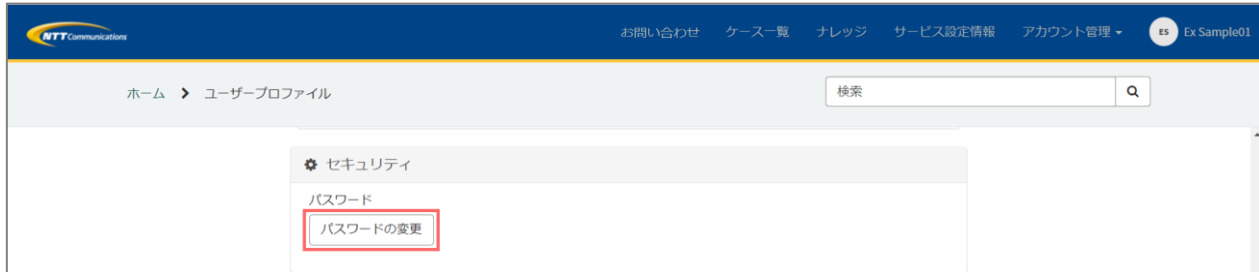 NTT Communications
お問い合わせ ケース一覧 ナレッジ サービス設定情報 アカウント管理 ES Ex Sample01
ホーム > ユーザープロファイル 検索
セキュリティ
パスワード
パスワードの変更